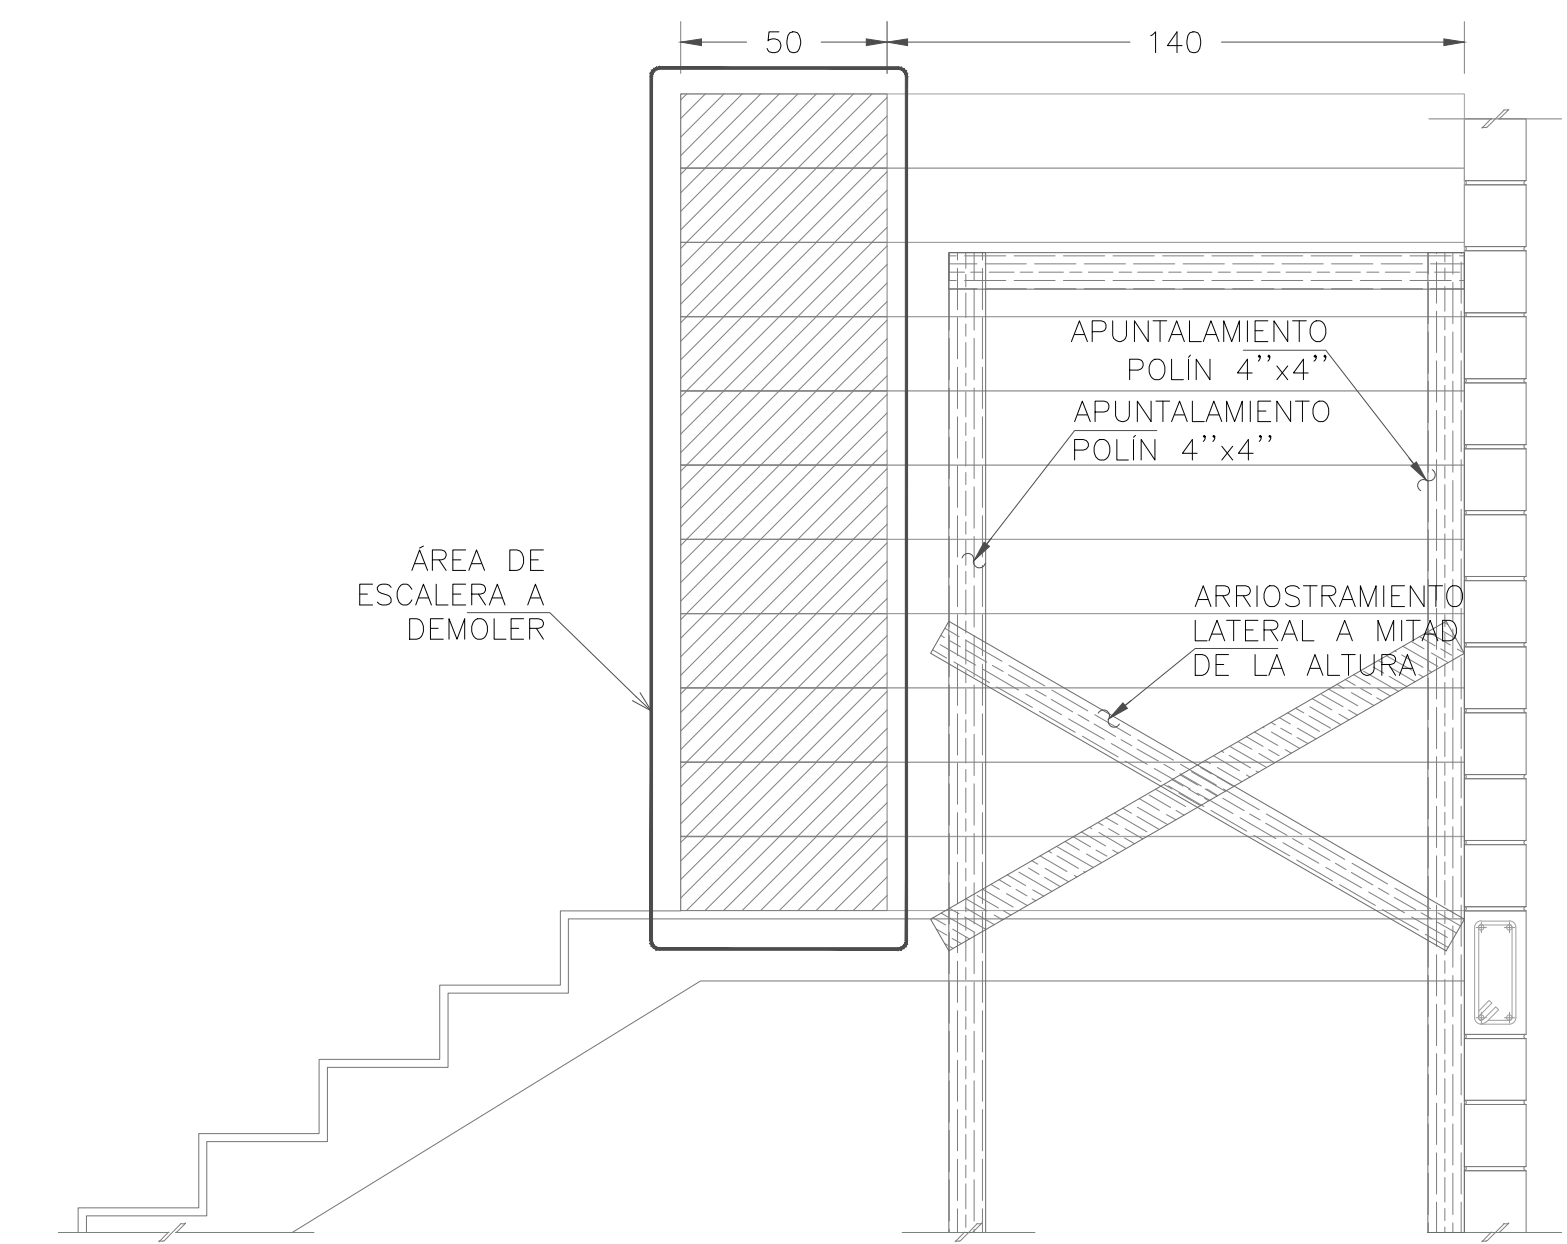 50
140
APUNTALAMIENTO
POLÍN 4’’x4’’
APUNTALAMIENTO
POLÍN 4’’x4’’
ÁREA DE
ESCALERA A
DEMOLER
ARRIOSTRAMIENTO
LATERAL A MITAD
DE LA ALTURA